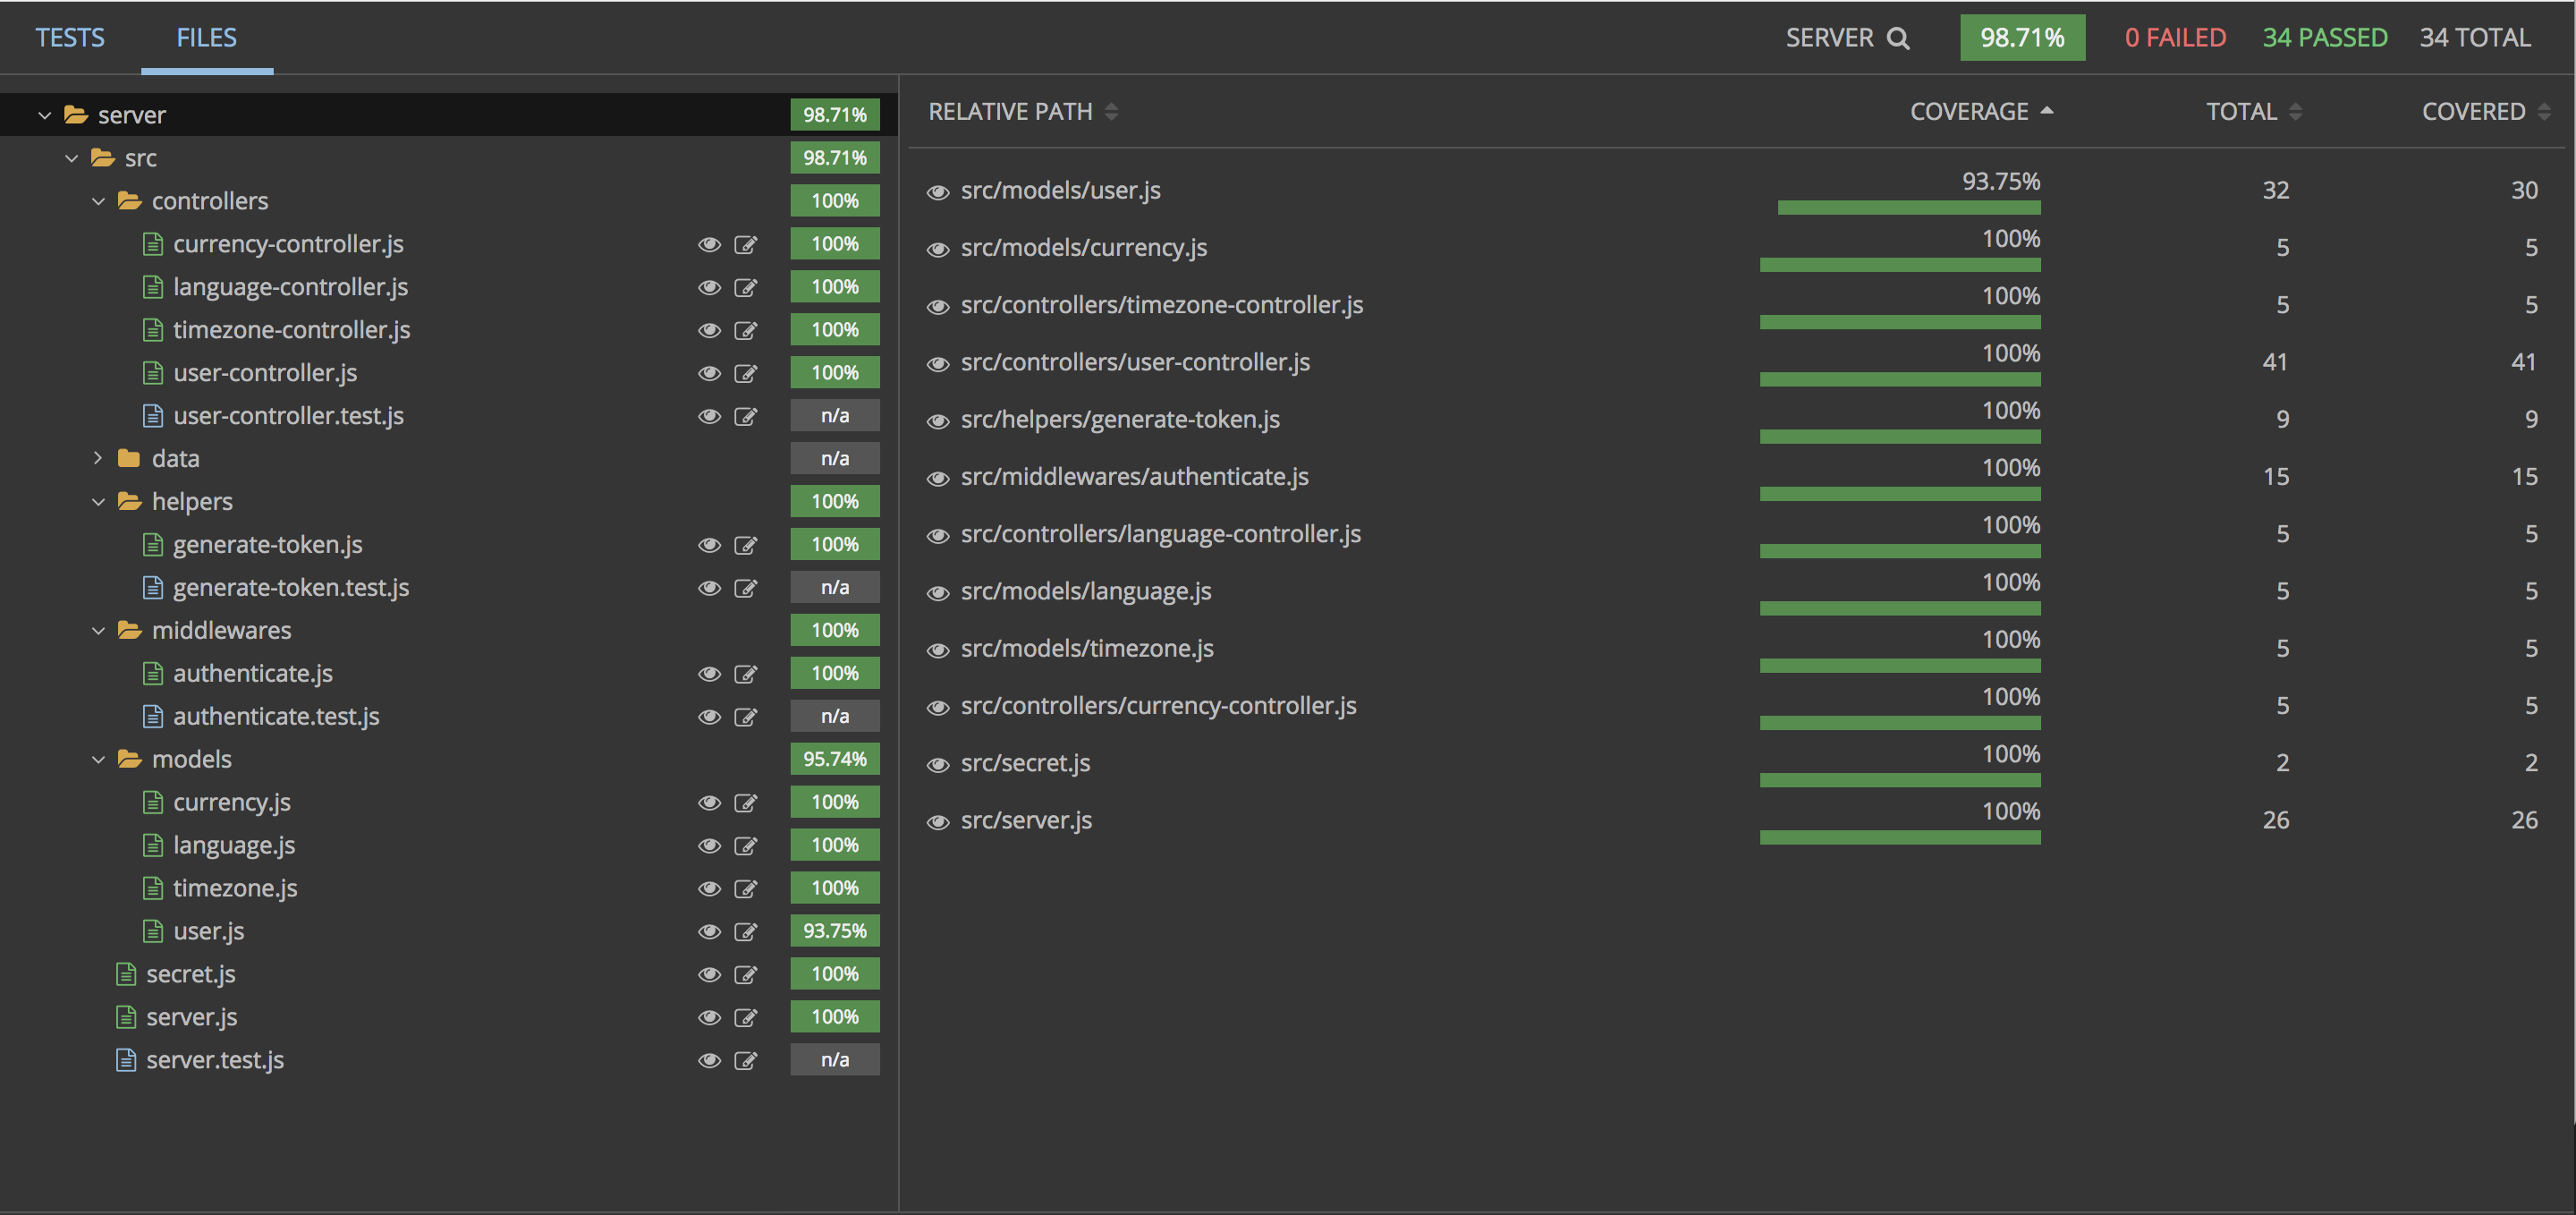 TESTS FILES SERVER 98.71% 0 FAILED 34 PASSED 34 TOTAL
server 98.71%
src 98.71%
controllers 100%
currency-controller.js 100%
language-controller.js 100%
timezone-controller.js 100%
user-controller.js 100%
user-controller.test.js n/a
data n/a
helpers 100%
generate-token.js 100%
generate-token.test.js n/a
middlewares 100%
authenticate.js 100%
authenticate.test.js n/a
models 95.74%
currency.js 100%
language.js 100%
timezone.js 100%
user.js 93.75%
secret.js 100%
server.js 100%
server.test.js n/a
RELATIVE PATH COVERAGE TOTAL COVERED
src/models/user.js 93.75% 32 30
src/models/currency.js 100% 5 5
src/controllers/timezone-controller.js 100% 5 5
src/controllers/user-controller.js 100% 41 41
src/helpers/generate-token.js 100% 9 9
src/middlewares/authenticate.js 100% 15 15
src/controllers/language-controller.js 100% 5 5
src/models/language.js 100% 5 5
src/models/timezone.js 100% 5 5
src/controllers/currency-controller.js 100% 5 5
src/secret.js 100% 2 2
src/server.js 100% 26 26